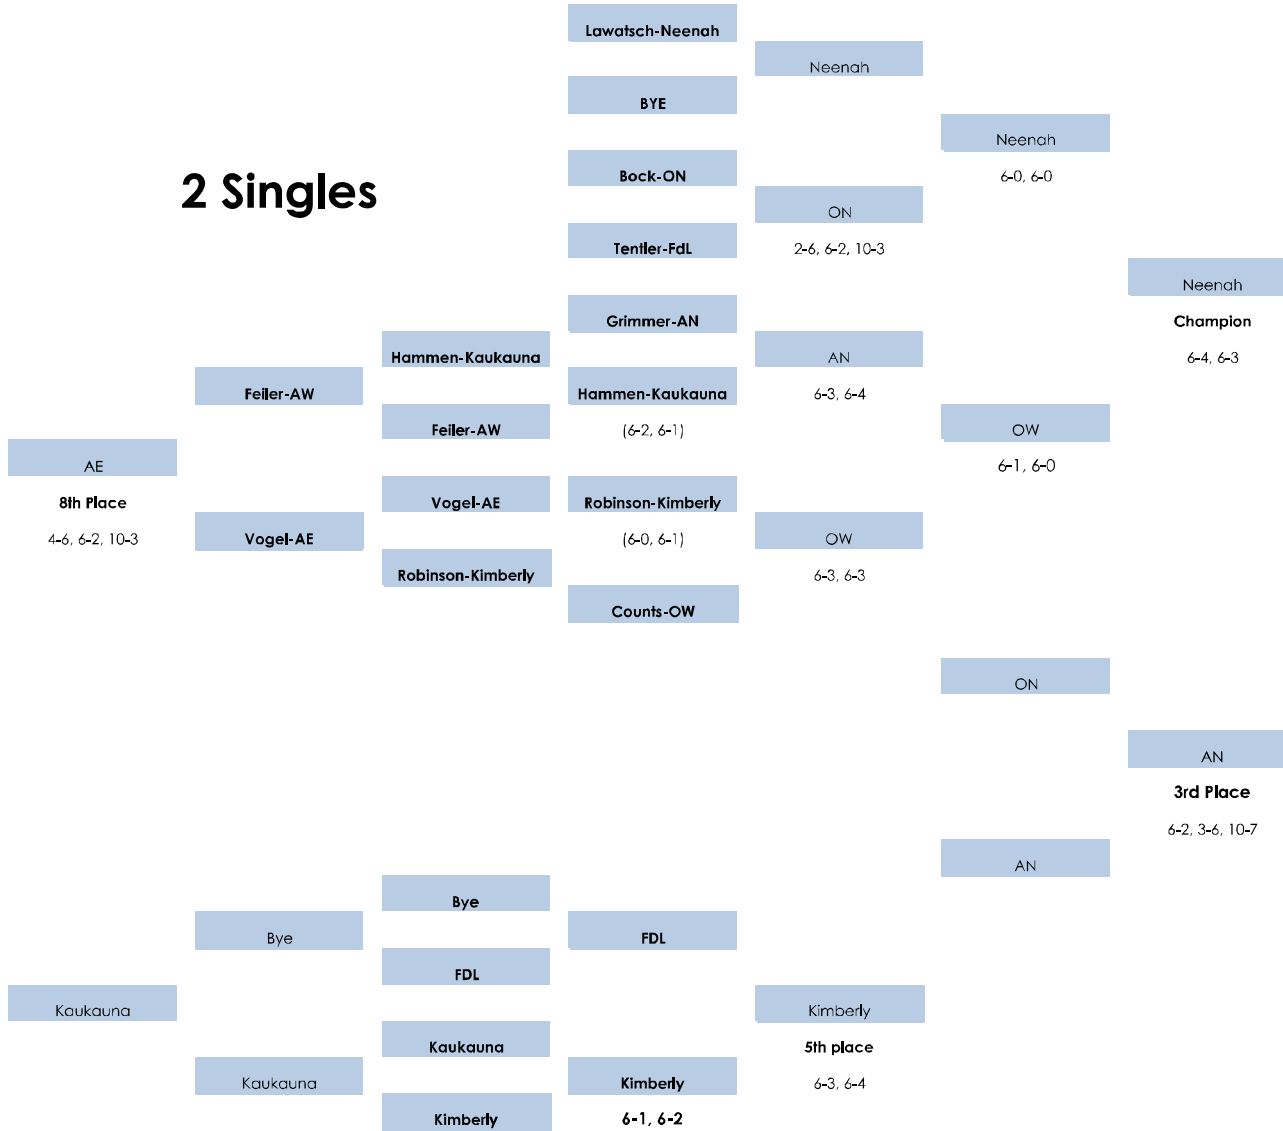 Lawatsch-Neenah
Neenah
BYE
Neenah
2 Singles
Bock-ON
6-0, 6-0
ON
Tentler-FdL
2-6, 6-2, 10-3
Neenah
Grimmer-AN
Champion
Hammen-Kaukauna
AN
6-4, 6-3
Feiler-AW
Hammen-Kaukauna
6-3, 6-4
Feiler-AW
(6-2, 6-1)
OW
AE
6-1, 6-0
8th Place
Vogel-AE
Robinson-Kimberly
4-6, 6-2, 10-3
Vogel-AE
(6-0, 6-1)
OW
Robinson-Kimberly
6-3, 6-3
Counts-OW
ON
AN
3rd Place
6-2, 3-6, 10-7
AN
Bye
Bye
FDL
FDL
Kaukauna
Kimberly
Kaukauna
5th place
Kaukauna
Kimberly
6-3, 6-4
Kimberly
6-1, 6-2